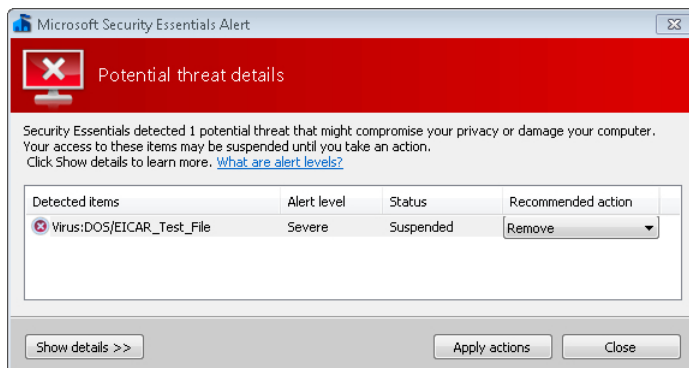 Microsoft Security Essentials Alert
Potential threat details
Security Essentials detected 1 potential threat that might compromise your privacy or damage your computer.
Your access to these items may be suspended until you take an action.
Click Show details to learn more. What are alert levels?
Detected items Alert level Status Recommended action
Virus:DOS/EICAR_Test_File Severe Suspended Remove
Show details >> Apply actions Close